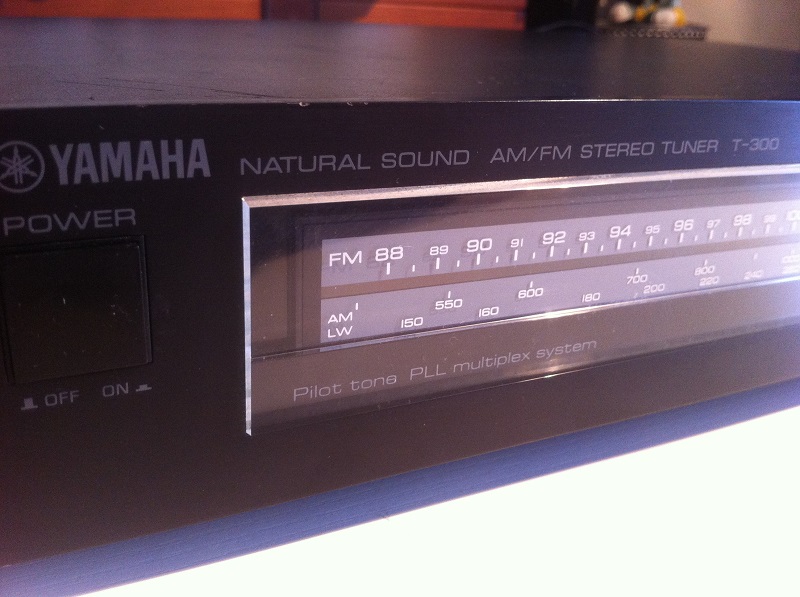 YAMAHA NATURAL SOUND AM/FM STEREO TUNER T-300
POWER
OFF ON
FM 88 89 90 91 92 93 94 95 96 97 98 99
AM 550 600 700 800
LW 150 160 180 200 220 240
Pilot tone PLL multiplex system